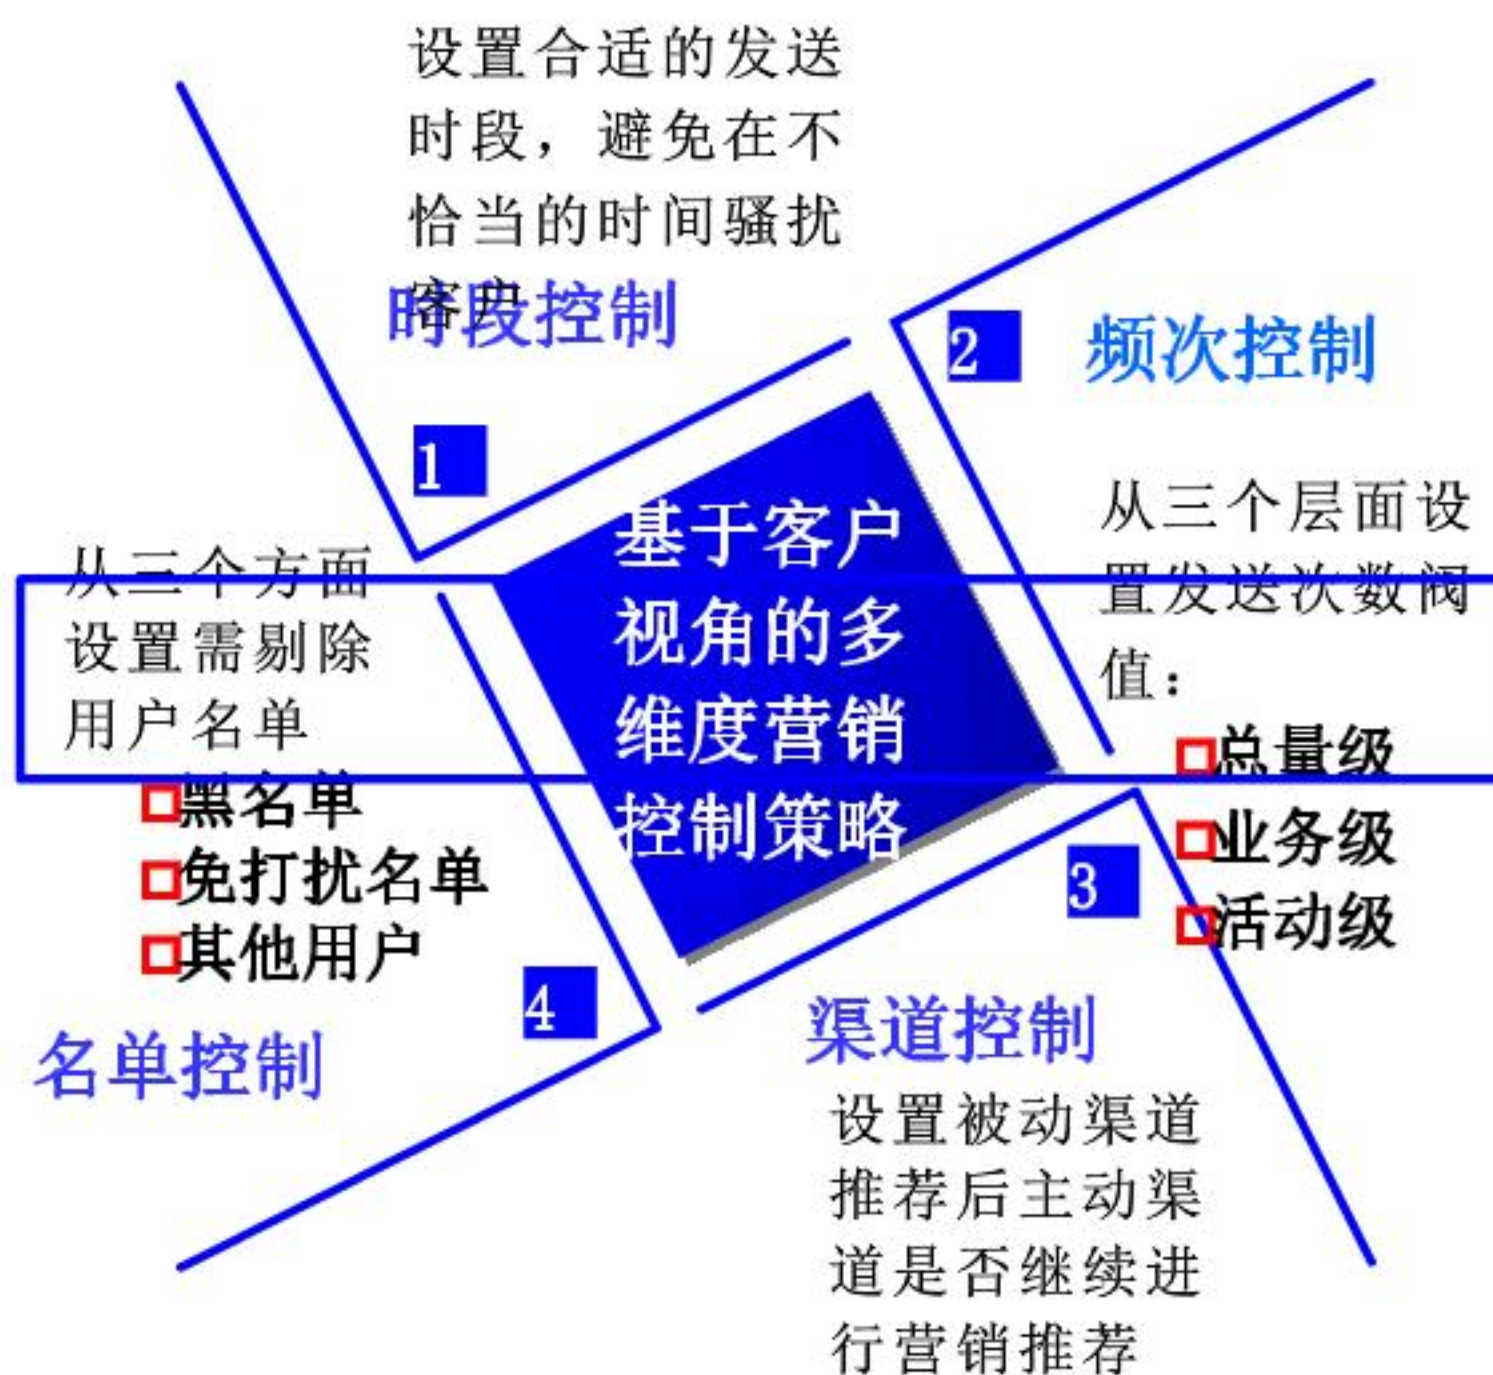 设置合适的发送
时段，避免在不
恰当的时间骚扰
客户
时段控制
1
2
频次控制
从三个层面设
置发送次数阀
值：
总量级
业务级
活动级
基于客户
视角的多
维度营销
控制策略
3
渠道控制
设置被动渠道
推荐后主动渠
道是否继续进
行营销推荐
从三个方面
设置需剔除
用户名单
黑名单
免打扰名单
其他用户
4
名单控制